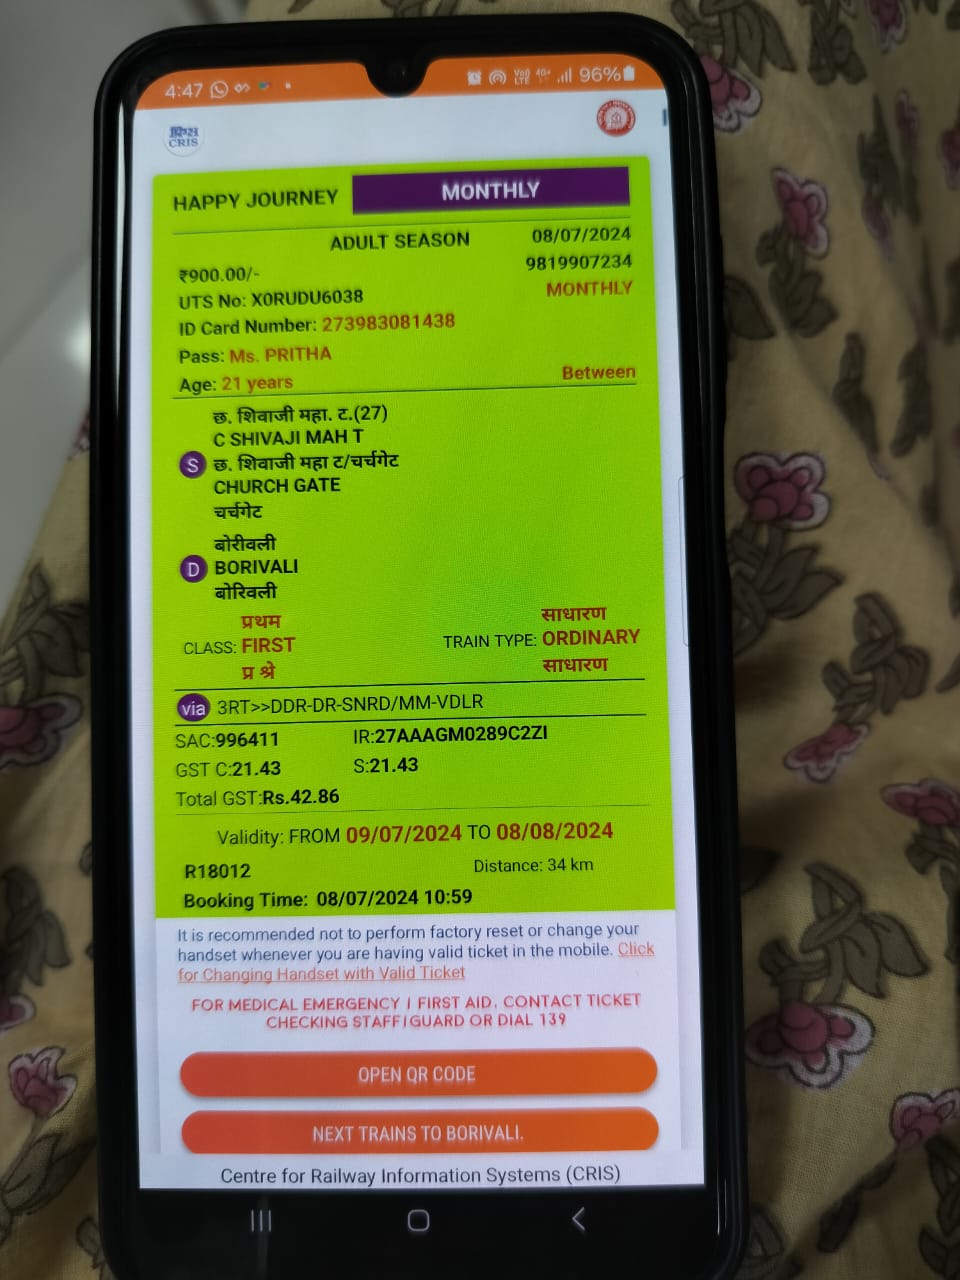 4:47 VoI) LTE 4G+ 96%
क्रिस
CRIS
HAPPY JOURNEY MONTHLY
ADULT SEASON 08/07/2024
₹900.00/- 9819907234
UTS No: X0RUDU6038 MONTHLY
ID Card Number: 273983081438
Pass: Ms. PRITHA
Age: 21 years Between
छ. शिवाजी महा. ट.(27)
C SHIVAJI MAH T
S छ. शिवाजी महा ट/चर्चगेट
CHURCH GATE
चर्चगेट
बोरीवली
D BORIVALI
बोरिवली
प्रथम साधारण
CLASS: FIRST TRAIN TYPE: ORDINARY
प्र श्रे साधारण
via 3RT>>DDR-DR-SNRD/MM-VDLR
SAC:996411 IR:27AAAGM0289C2ZI
GST C:21.43 S:21.43
Total GST:Rs.42.86
Validity: FROM 09/07/2024 TO 08/08/2024
R18012 Distance: 34 km
Booking Time: 08/07/2024 10:59
It is recommended not to perform factory reset or change your
handset whenever you are having valid ticket in the mobile. Click
for Changing Handset with Valid Ticket
FOR MEDICAL EMERGENCY | FIRST AID, CONTACT TICKET
CHECKING STAFF|GUARD OR DIAL 139
OPEN QR CODE
NEXT TRAINS TO BORIVALI.
Centre for Railway Information Systems (CRIS)